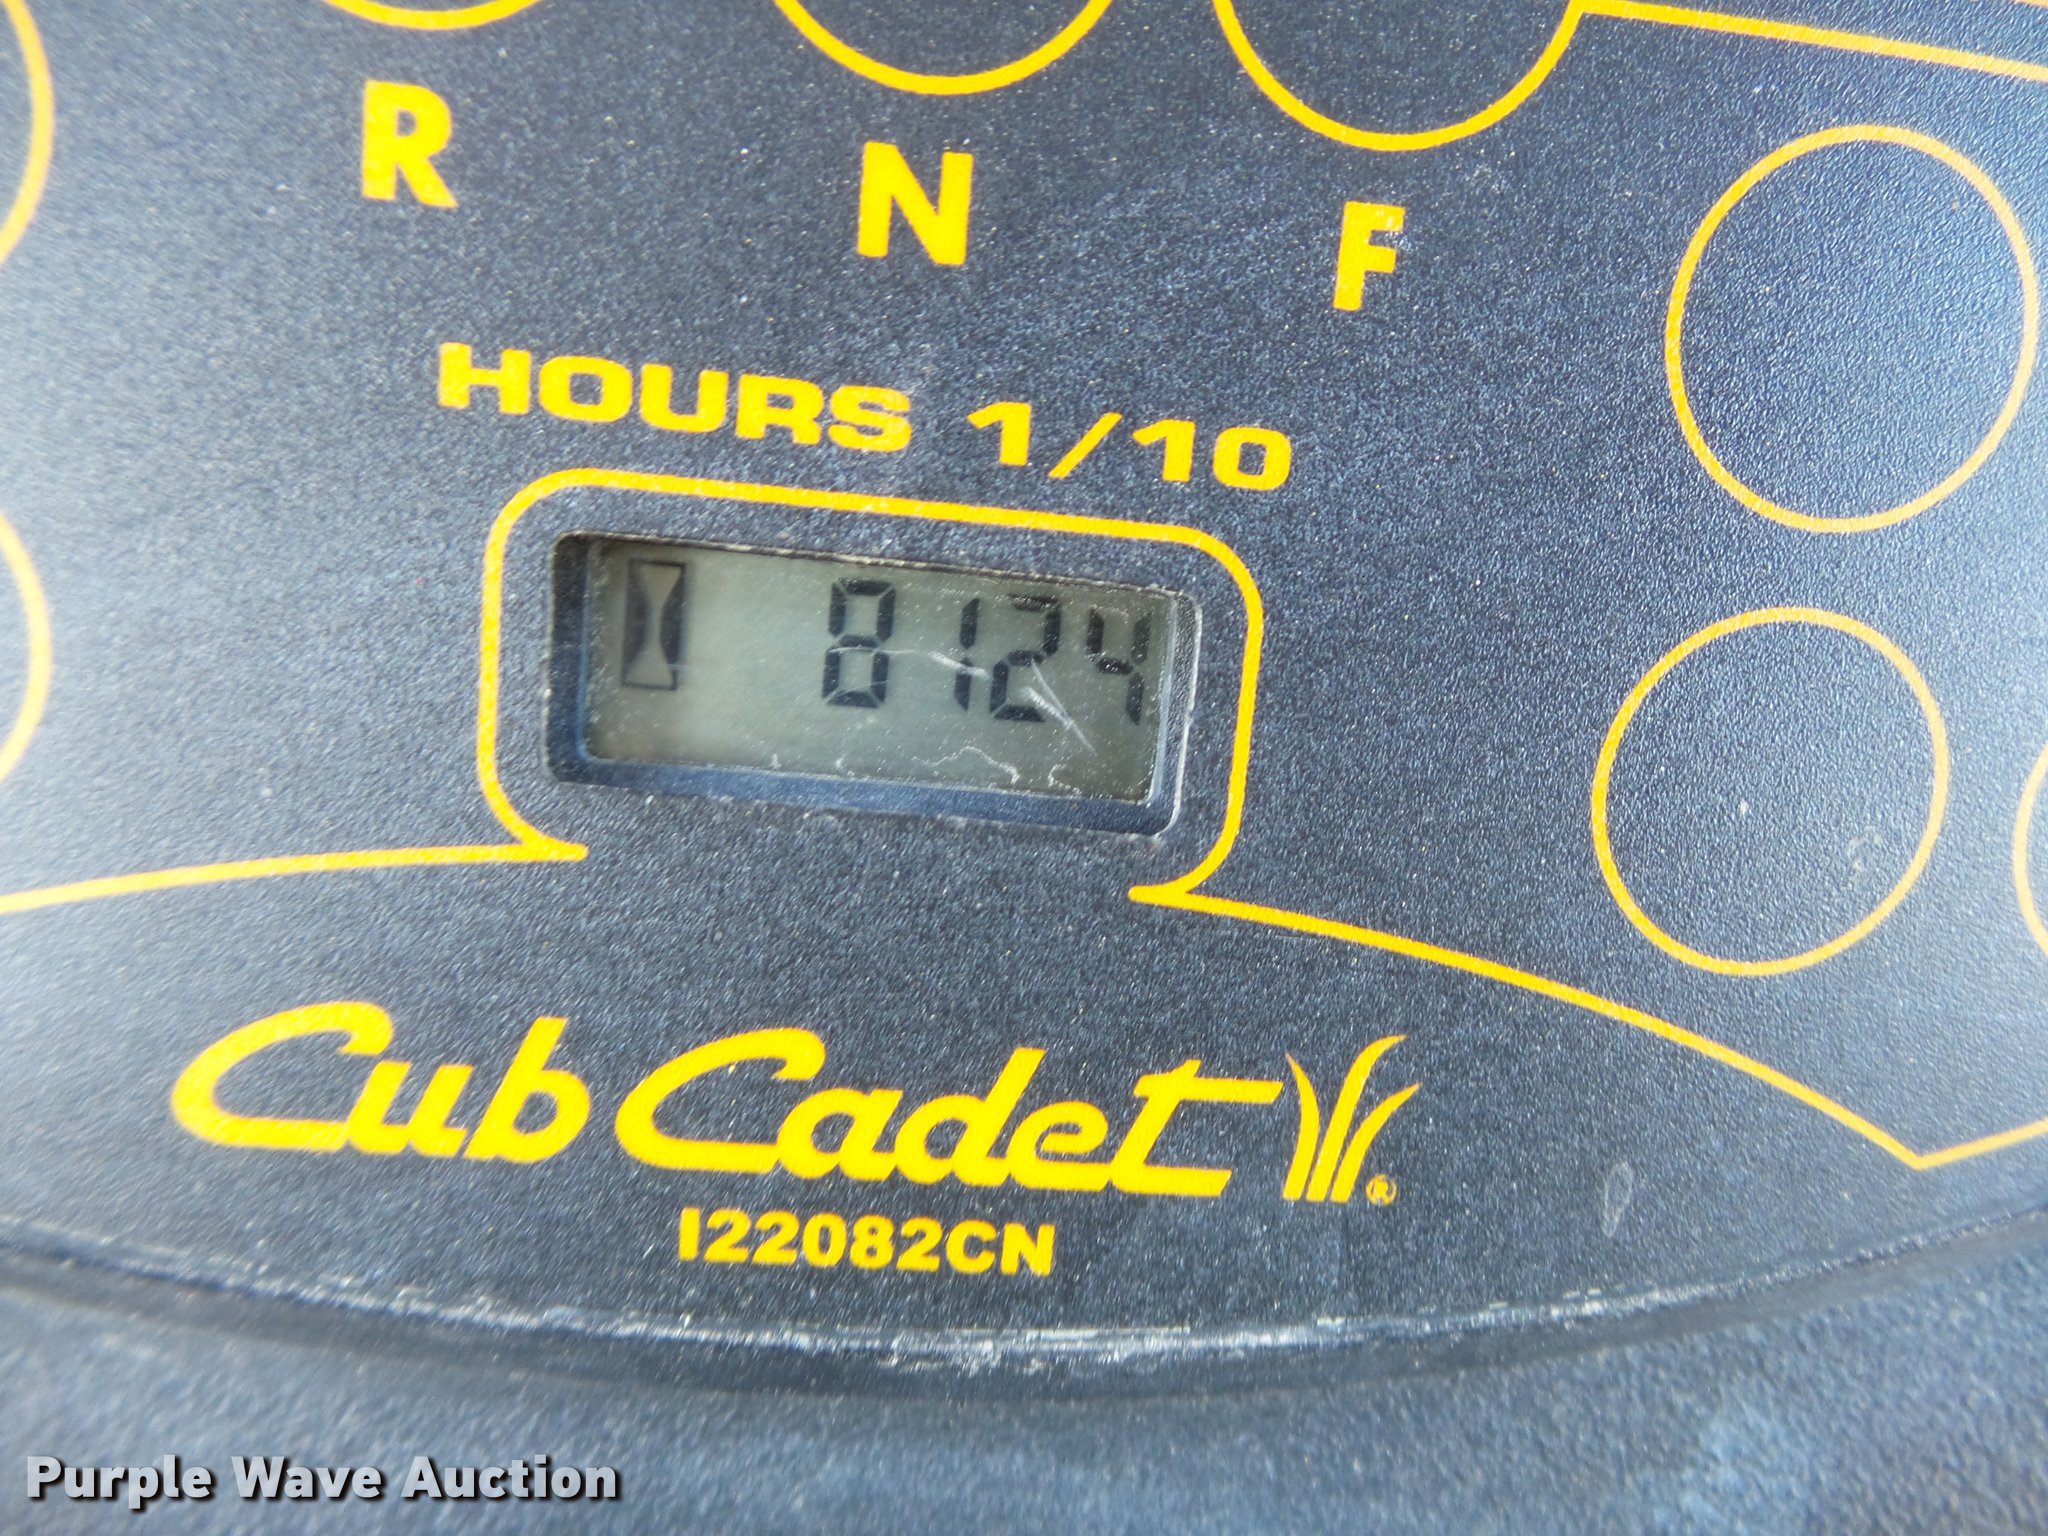 R N F
HOURS 1/10
8124
Cub Cadet ®
I22082CN
Purple Wave Auction